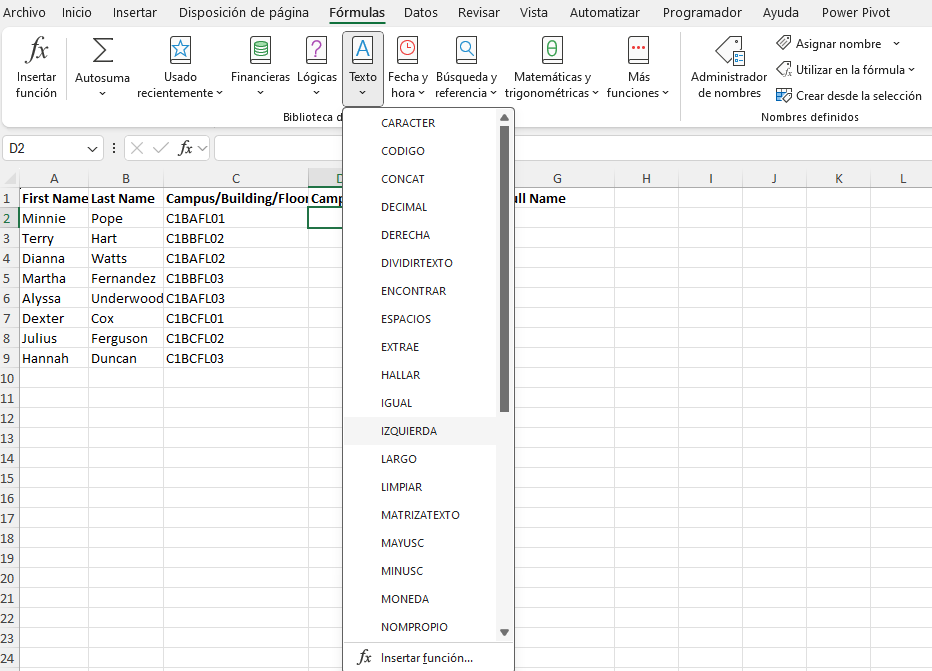 Archivo Inicio Insertar Disposición de página Fórmulas Datos Revisar Vista Automatizar Programador Ayuda Power Pivot
fx Insertar función
Autosuma
Usado recientemente
Financieras
Lógicas
Texto
Fecha y hora
Búsqueda y referencia
Matemáticas y trigonométricas
Más funciones
Administrador de nombres
Asignar nombre
Utilizar en la fórmula
Crear desde la selección
Biblioteca d
Nombres definidos
D2 fx
A B C D G H I J K L
1 First Name Last Name Campus/Building/Floor Camp ull Name
2 Minnie Pope C1BAFL01
3 Terry Hart C1BBFL02
4 Dianna Watts C1BAFL02
5 Martha Fernandez C1BBFL03
6 Alyssa Underwood C1BAFL03
7 Dexter Cox C1BCFL01
8 Julius Ferguson C1BCFL02
9 Hannah Duncan C1BCFL03
10
11
12
13
14
15
16
17
18
19
20
21
22
23
24
CARACTER
CODIGO
CONCAT
DECIMAL
DERECHA
DIVIDIRTEXTO
ENCONTRAR
ESPACIOS
EXTRAE
HALLAR
IGUAL
IZQUIERDA
LARGO
LIMPIAR
MATRIZATEXTO
MAYUSC
MINUSC
MONEDA
NOMPROPIO
fx Insertar función...